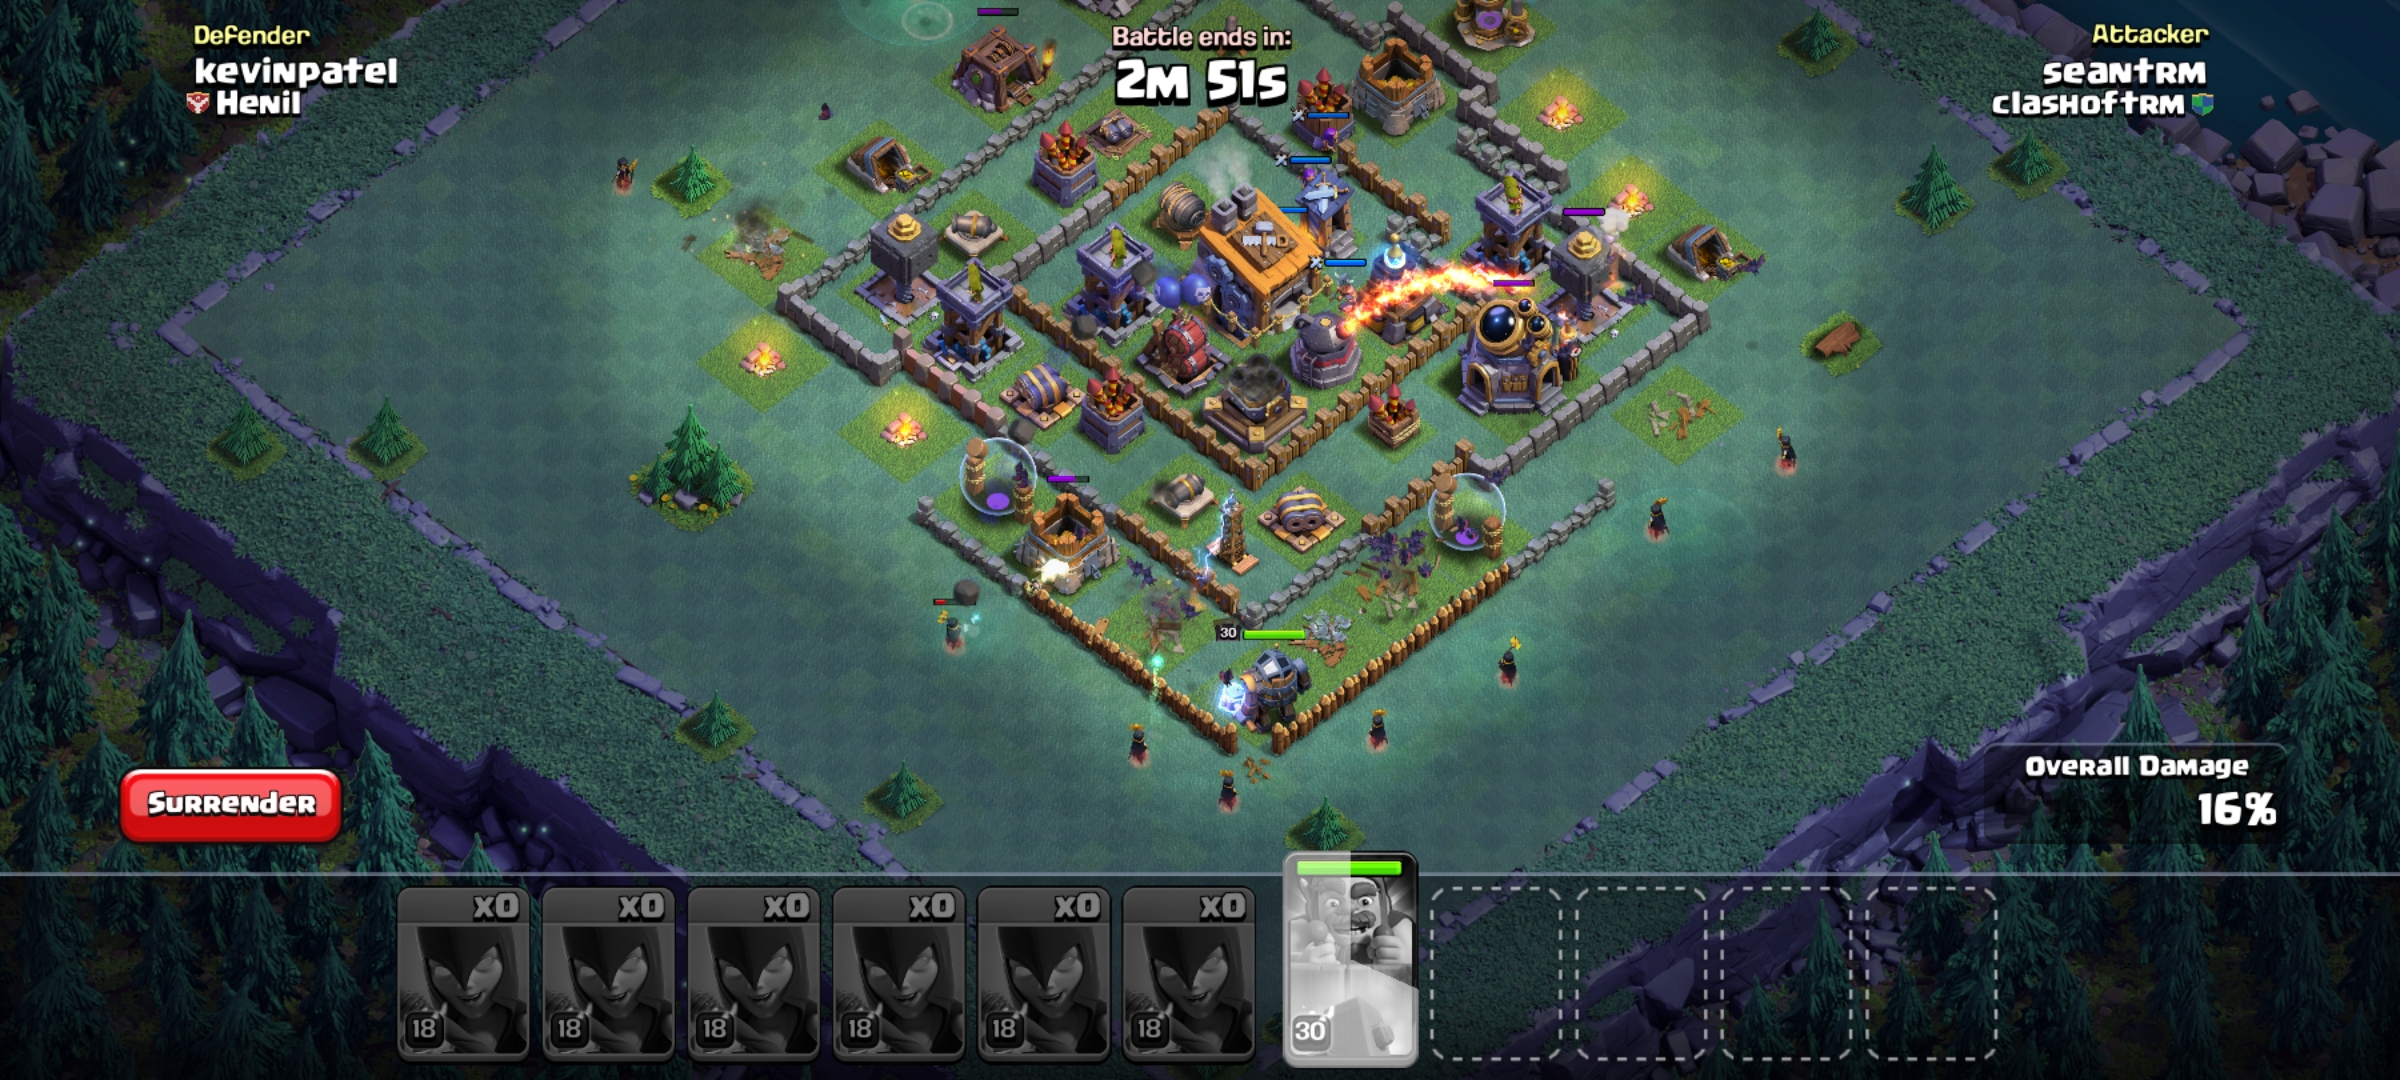 Defender
kevinpatel
Henil
Battle ends in:
2M 51s
Attacker
seantrm
clashoftrm
30
Surrender
Overall Damage
16%
x0
x0
x0
x0
x0
x0
18
18
18
18
18
18
30